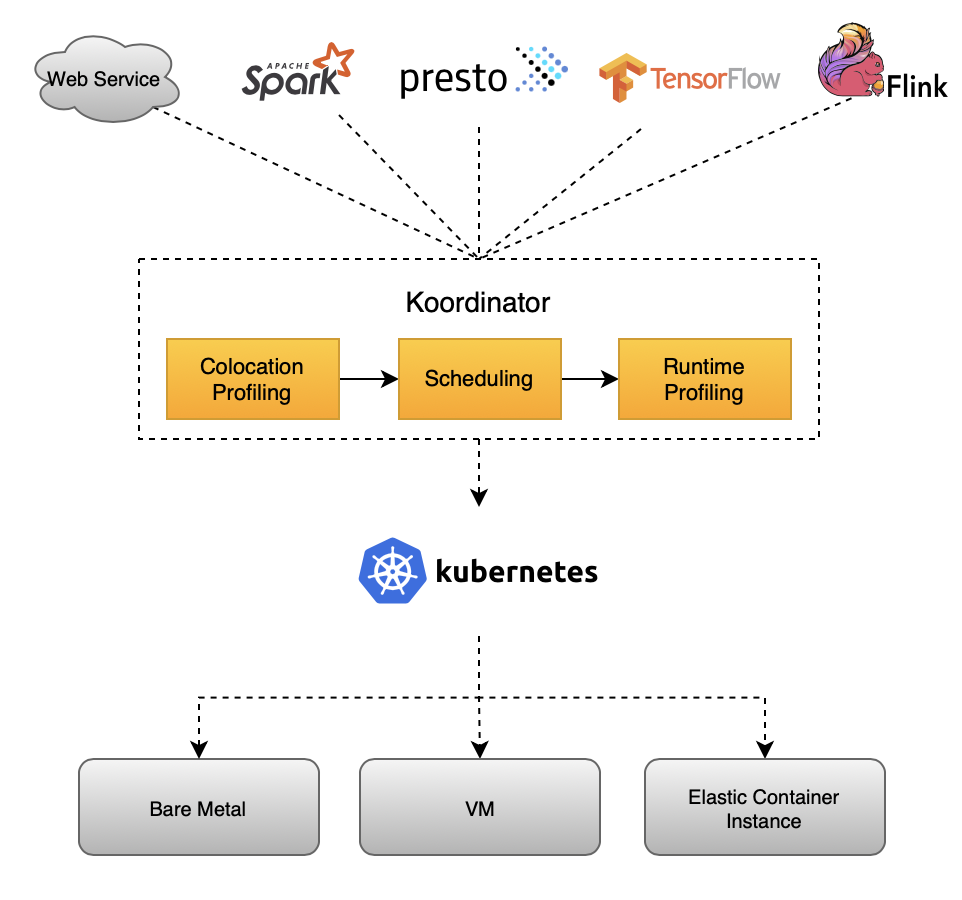 Web Service
APACHE
Spark
presto
TensorFlow
Flink
Koordinator
Colocation
Profiling
Scheduling
Runtime
Profiling
kubernetes
Bare Metal
VM
Elastic Container
Instance